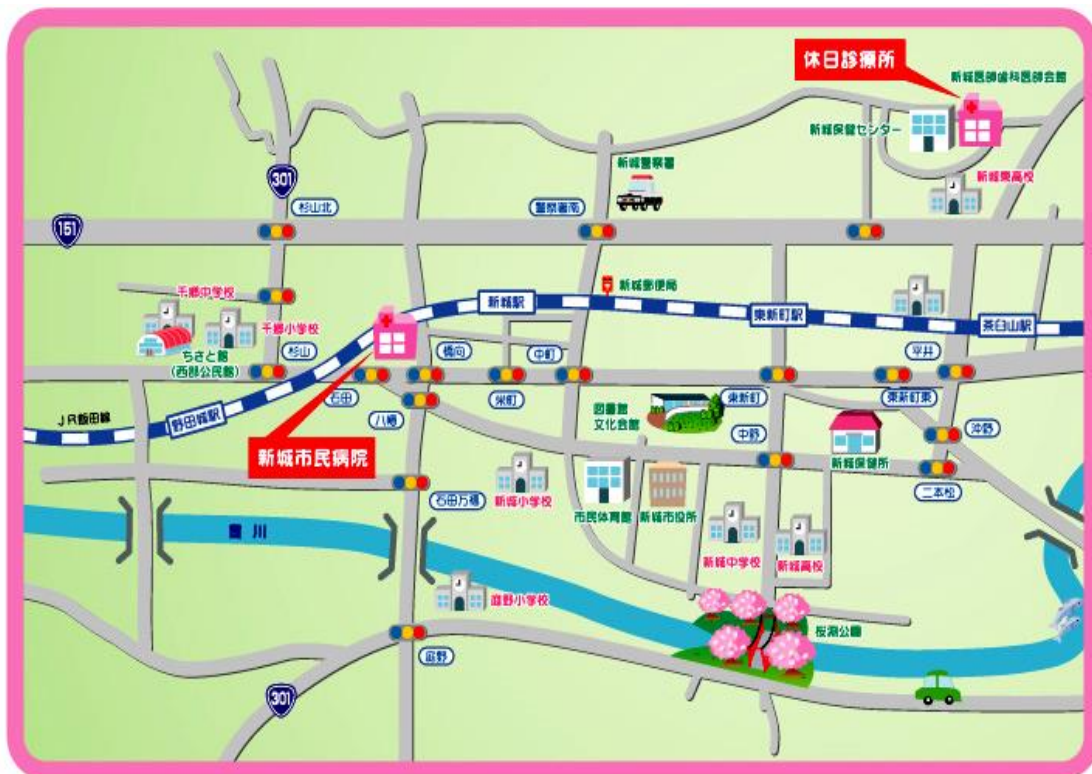 休日診療所
新城医師歯科医師会館
新城保健センター
新城警察署
新城東高校
301
杉山北
警察署南
151
千郷中学校
新城駅
新城郵便局
東新町駅
茶臼山駅
千郷小学校
ちさと館
(西部公民館)
杉山
橋向
中町
平井
石田
栄町
東新町
東新町東
JR飯田線
野田城駅
八幡
図書館
文化会館
中野
沖野
新城市民病院
新城保健所
石田万福
新城小学校
市民体育館
新城市役所
二本松
豊川
新城中学校
新城高校
庭野小学校
桜淵公園
庭野
301